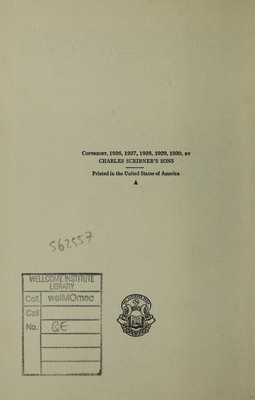 COPYRIGHT, 1926, 1927, 1928, 1929, 1930, BY
CHARLES SCRIBNER'S SONS
Printed in the United States of America
A
562557
WELLCOME INSTITUTE
LIBRARY
Coll. welMOmec
Call
No. QE